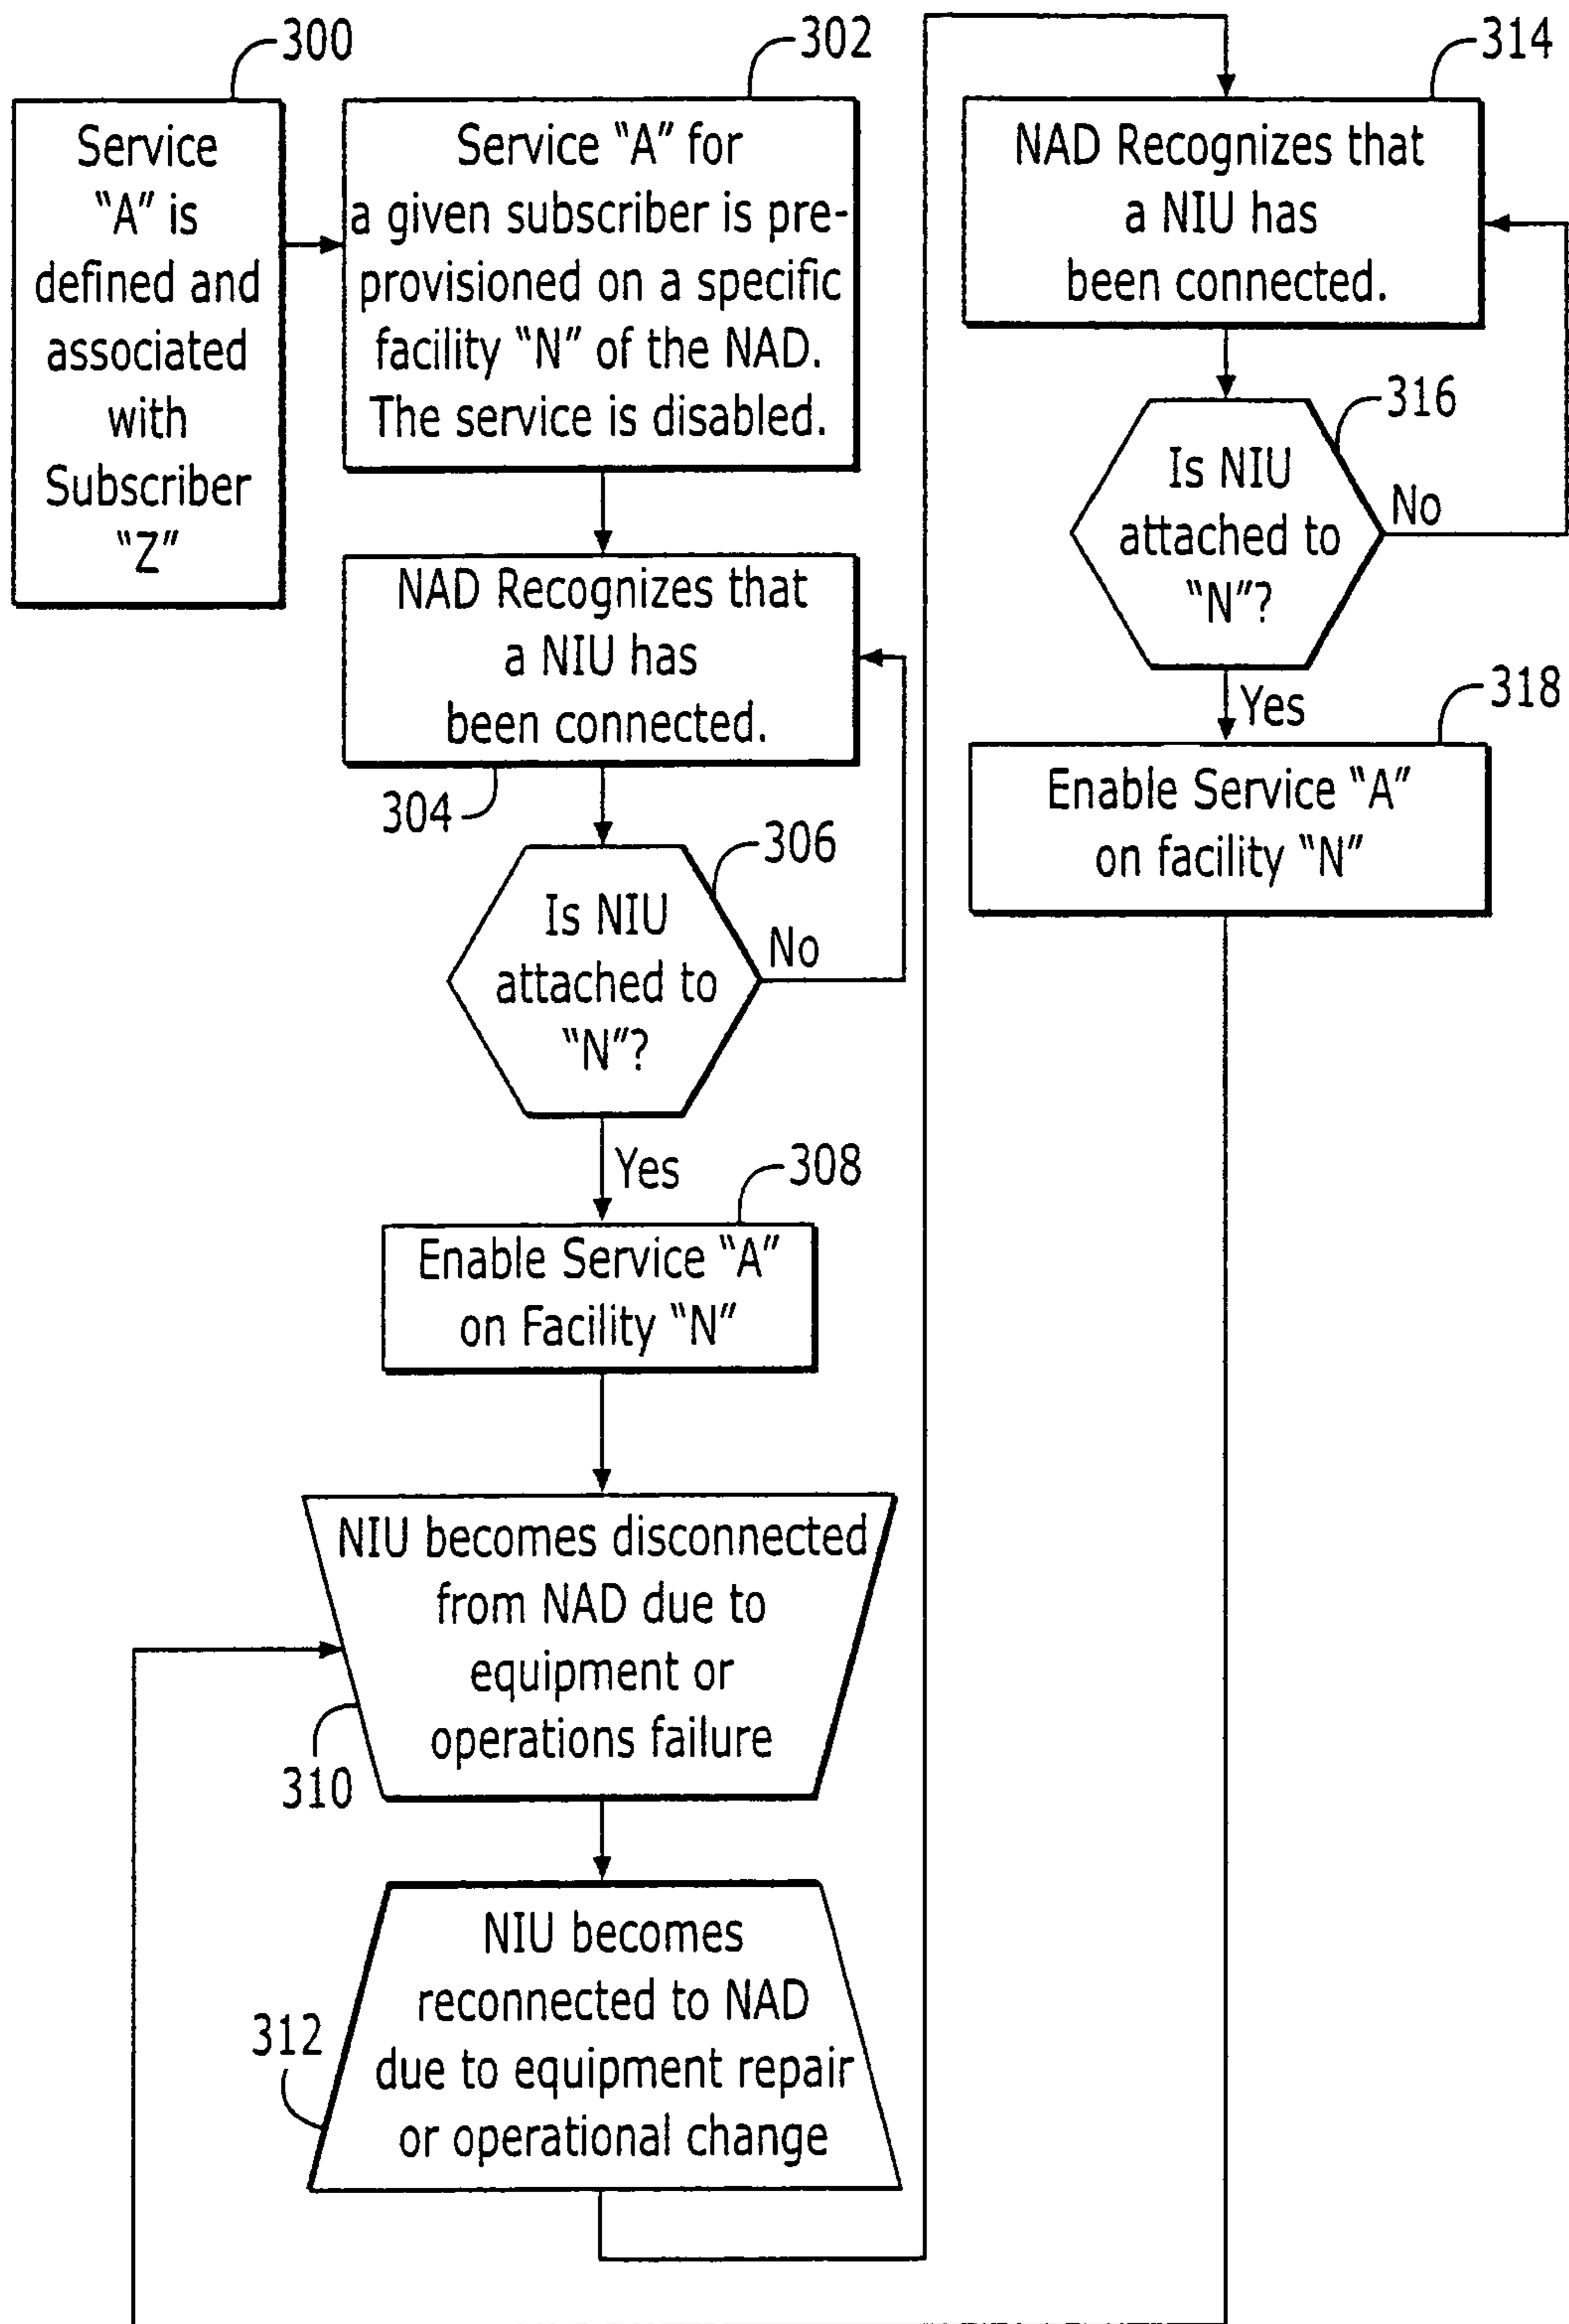 300
Service
“A” is
defined and
associated
with
Subscriber
“Z”
302
Service “A” for
a given subscriber is pre-
provisioned on a specific
facility “N” of the NAD.
The service is disabled.
NAD Recognizes that
a NIU has
been connected.
304
306
Is NIU
attached to
“N”?
No
Yes
308
Enable Service “A”
on Facility “N”
NIU becomes disconnected
from NAD due to
equipment or
operations failure
310
NIU becomes
reconnected to NAD
due to equipment repair
or operational change
312
314
NAD Recognizes that
a NIU has
been connected.
316
Is NIU
attached to
“N”?
No
Yes
318
Enable Service “A”
on facility “N”